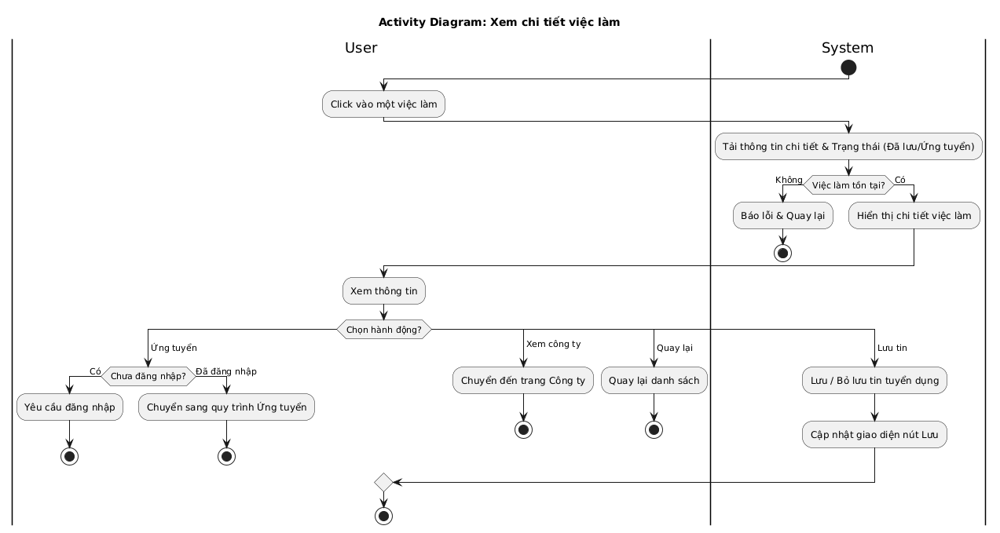 Activity Diagram: Xem chi tiết việc làm
User
System
Click vào một việc làm
Tải thông tin chi tiết & Trạng thái (Đã lưu/Ứng tuyển)
Việc làm tồn tại?
Không
Có
Báo lỗi & Quay lại
Hiển thị chi tiết việc làm
Xem thông tin
Chọn hành động?
Ứng tuyển
Xem công ty
Quay lại
Lưu tin
Có
Chưa đăng nhập?
Đã đăng nhập
Yêu cầu đăng nhập
Chuyển sang quy trình Ứng tuyển
Chuyển đến trang Công ty
Quay lại danh sách
Lưu / Bỏ lưu tin tuyển dụng
Cập nhật giao diện nút Lưu